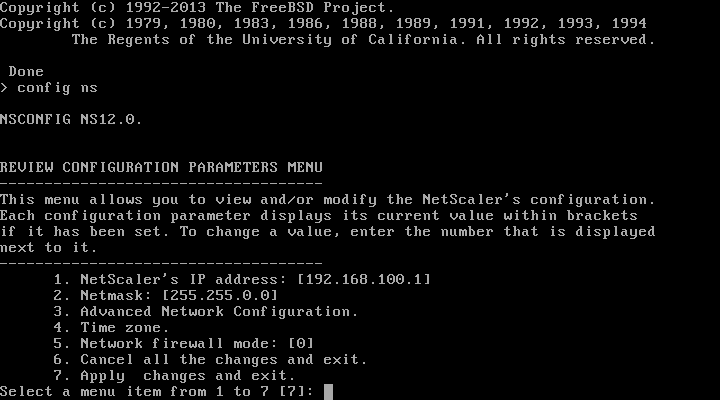 Copyright (c) 1992-2013 The FreeBSD Project.
Copyright (c) 1979, 1980, 1983, 1986, 1988, 1989, 1991, 1992, 1993, 1994
        The Regents of the University of California. All rights reserved.

 Done
> config ns

NSCONFIG NS12.0.


REVIEW CONFIGURATION PARAMETERS MENU
------------------------------------
This menu allows you to view and/or modify the NetScaler's configuration.
Each configuration parameter displays its current value within brackets
if it has been set. To change a value, enter the number that is displayed
next to it.
------------------------------------
      1. NetScaler's IP address: [192.168.100.1]
      2. Netmask: [255.255.0.0]
      3. Advanced Network Configuration.
      4. Time zone.
      5. Network firewall mode: [0]
      6. Cancel all the changes and exit.
      7. Apply  changes and exit.
Select a menu item from 1 to 7 [7]: